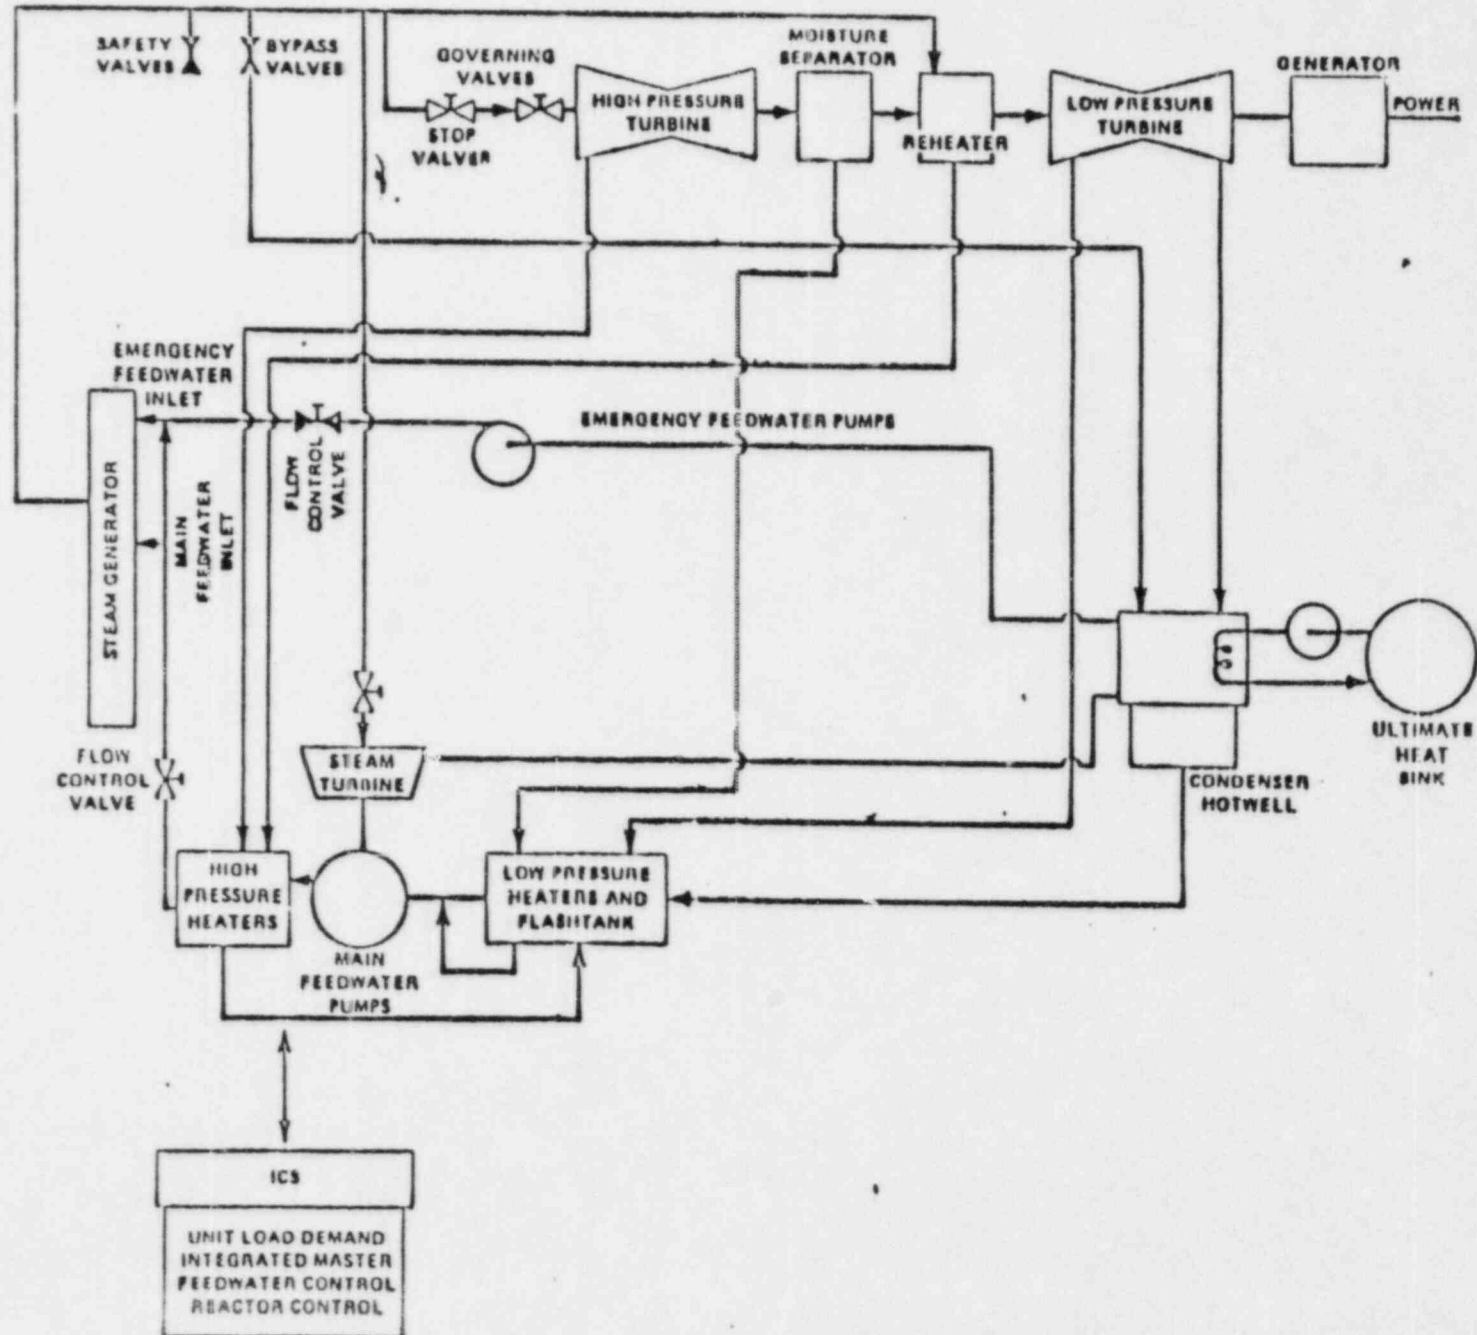 SAFETY
VALVES
BYPASS
VALVES
GOVERNING
VALVES
STOP
VALVER
HIGH PRESSURE
TURBINE
MOISTURE
SEPARATOR
REHEATER
LOW PRESSURE
TURBINE
GENERATOR
POWER
EMERGENCY
FEEDWATER
INLET
EMERGENCY FEEDWATER PUMPS
STEAM GENERATOR
MAIN
FEEDWATER
INLET
FLOW
CONTROL
VALVE
FLOW
CONTROL
VALVE
STEAM
TURBINE
CONDENSER
HOTWELL
ULTIMATE
HEAT
SINK
HIGH
PRESSURE
HEATERS
MAIN
FEEDWATER
PUMPS
LOW PRESSURE
HEATERS AND
FLASHTANK
ICS
UNIT LOAD DEMAND
INTEGRATED MASTER
FEEDWATER CONTROL
REACTOR CONTROL